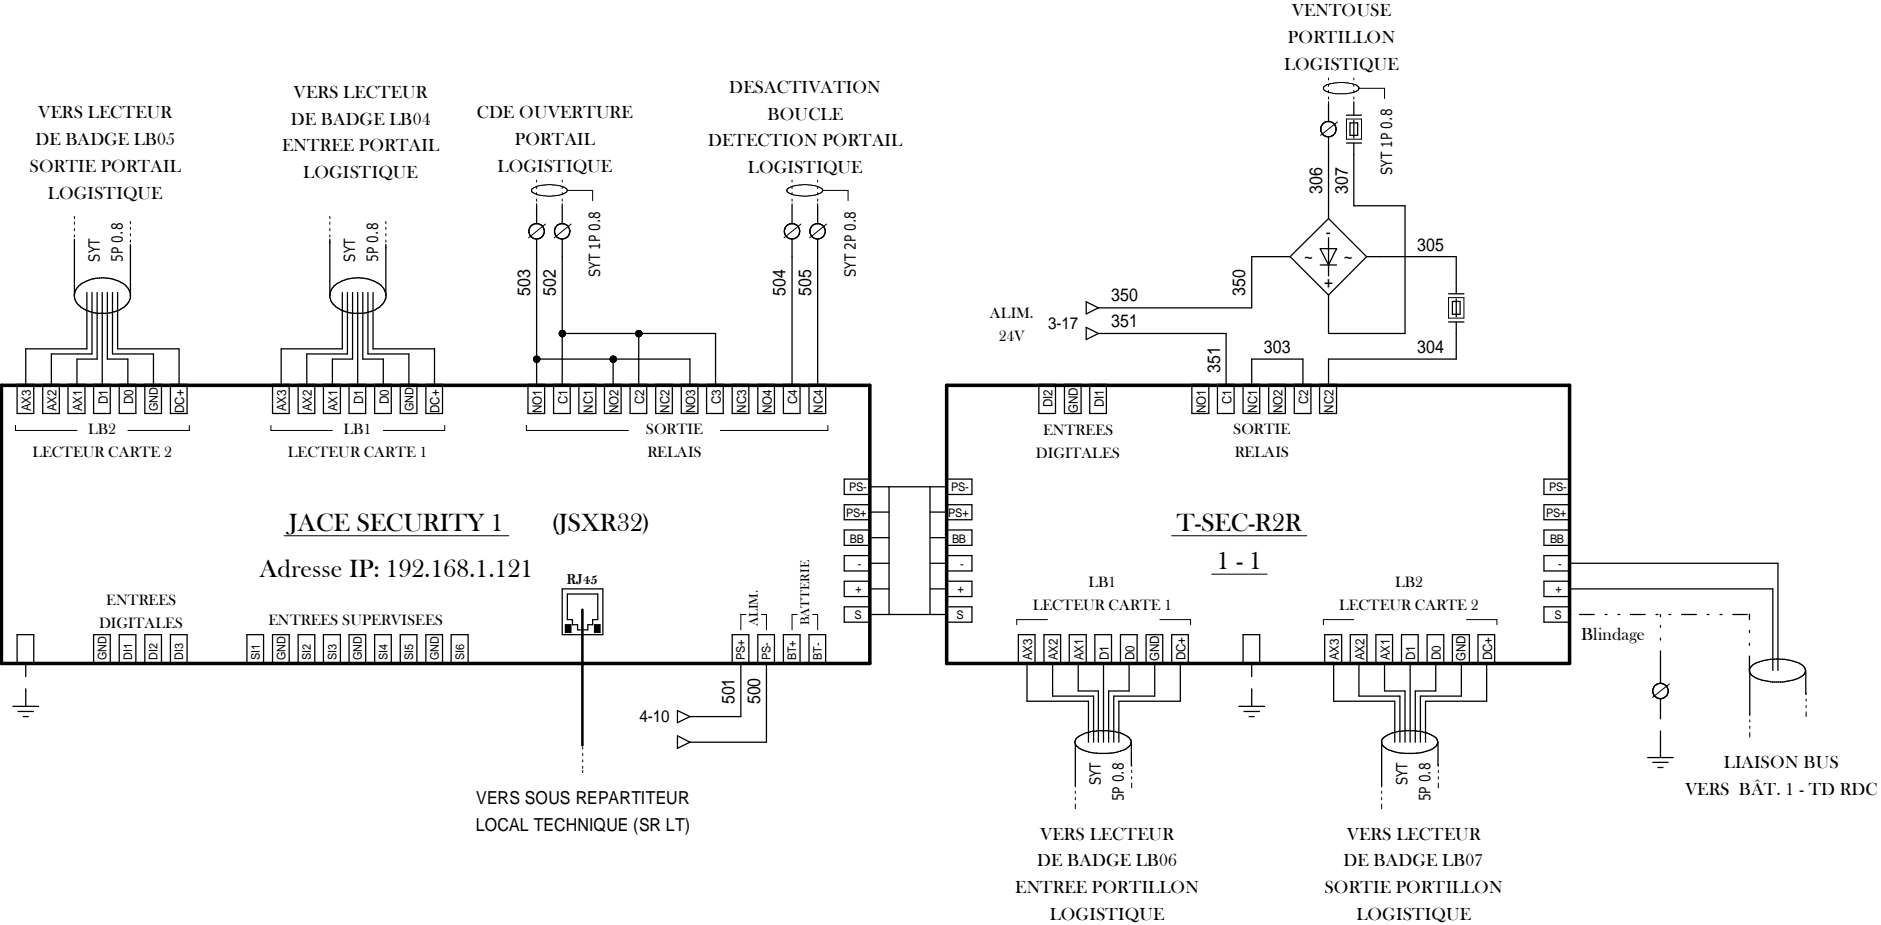 VERS LECTEUR
DE BADGE LB05
SORTIE PORTAIL
LOGISTIQUE
SYT
5P 0.8
VERS LECTEUR
DE BADGE LB04
ENTREE PORTAIL
LOGISTIQUE
SYT
5P 0.8
CDE OUVERTURE
PORTAIL
LOGISTIQUE
SYT 1P 0.8
503
502
DESACTIVATION
BOUCLE
DETECTION PORTAIL
LOGISTIQUE
SYT 2P 0.8
504
505
VENTOUSE
PORTILLON
LOGISTIQUE
SYT 1P 0.8
306
307
305
350
ALIM.
24V
3-17
350
351
351
303
304
- ~ ~ +
AX3 AX2 AX1 D1 D0 GND DC+
LB2
LECTEUR CARTE 2
AX3 AX2 AX1 D1 D0 GND DC+
LB1
LECTEUR CARTE 1
NO1 C1 NC1 NO2 C2 NC2 NO3 C3 NC3 NO4 C4 NC4
SORTIE
RELAIS
DI2 GND DI1
ENTREES
DIGITALES
NO1 C1 NC1 NO2 C2 NC2
SORTIE
RELAIS
JACE SECURITY 1 (JSXR32)
Adresse IP: 192.168.1.121
RJ45
PS-
PS+
BB
-
+
S
PS-
PS+
BB
-
+
S
T-SEC-R2R
1 - 1
PS-
PS+
BB
-
+
S
ENTREES
DIGITALES
GND DI1 DI2 DI3
ENTREES SUPERVISEES
SI1 GND SI2 SI3 GND SI4 SI5 GND SI6
ALIM.
BATTERIE
PS+ PS- BT+ BT-
501
500
4-10
VERS SOUS REPARTITEUR
LOCAL TECHNIQUE (SR LT)
LB1
LECTEUR CARTE 1
AX3 AX2 AX1 D1 D0 GND DC+
SYT
5P 0.8
VERS LECTEUR
DE BADGE LB06
ENTREE PORTILLON
LOGISTIQUE
LB2
LECTEUR CARTE 2
AX3 AX2 AX1 D1 D0 GND DC+
SYT
5P 0.8
VERS LECTEUR
DE BADGE LB07
SORTIE PORTILLON
LOGISTIQUE
Blindage
LIAISON BUS
VERS BÂT. 1 - TD RDC